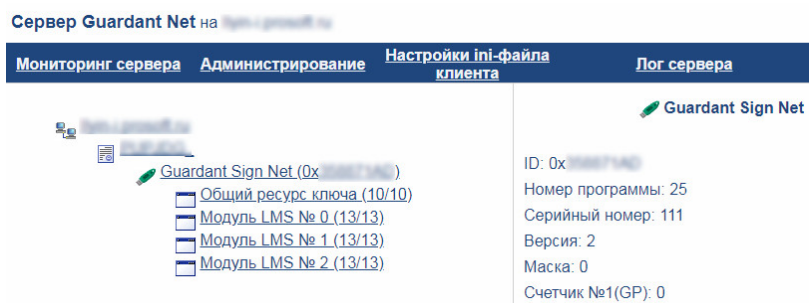 Сервер Guardant Net на
Мониторинг сервера Администрирование Настройки ini-файла клиента Лог сервера
Guardant Sign Net (0x )
Общий ресурс ключа (10/10)
Модуль LMS № 0 (13/13)
Модуль LMS № 1 (13/13)
Модуль LMS № 2 (13/13)
Guardant Sign Net
ID: 0x
Номер программы: 25
Серийный номер: 111
Версия: 2
Маска: 0
Счетчик №1(GP): 0